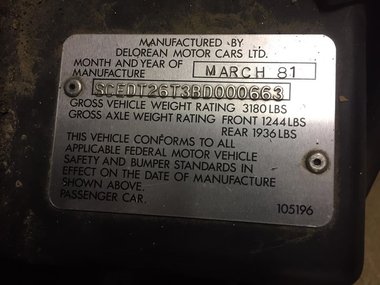 MANUFACTURED BY
DELOREAN MOTOR CARS LTD.
MONTH AND YEAR OF
MANUFACTURE MARCH 81
SCEDT26T3BD000663
GROSS VEHICLE WEIGHT RATING 3180 LBS
GROSS AXLE WEIGHT RATING FRONT 1244 LBS
REAR 1936 LBS
THIS VEHICLE CONFORMS TO ALL
APPLICABLE FEDERAL MOTOR VEHICLE
SAFETY AND BUMPER STANDARDS IN
EFFECT ON THE DATE OF MANUFACTURE
SHOWN ABOVE.
PASSENGER CAR.
105196